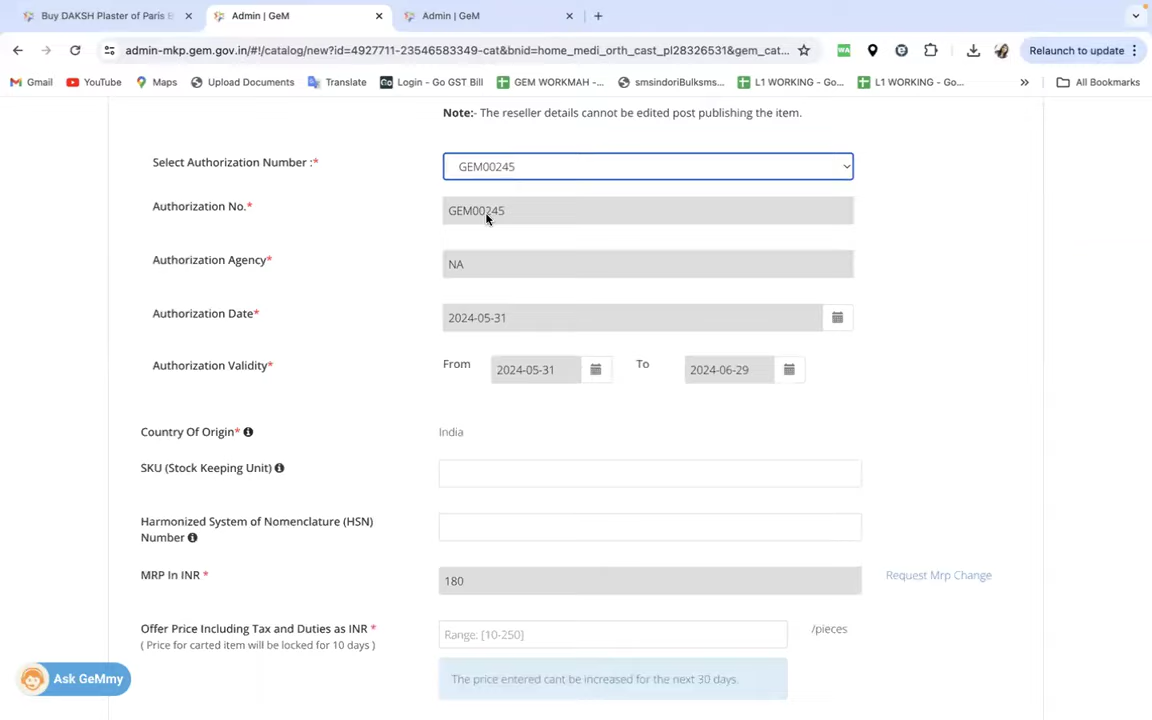 Buy DAKSH Plaster of Paris B
Admin | GeM
Admin | GeM
admin-mkp.gem.gov.in/#!/catalog/new?id=4927711-23546583349-cat&bnid=home_medi_orth_cast_pl28326531&gem_cat...
Relaunch to update
Gmail
YouTube
Maps
Upload Documents
Translate
Login - Go GST Bill
GEM WORKMAH -...
smsindoriBulksms...
L1 WORKING - Go...
L1 WORKING - Go...
All Bookmarks
Note:- The reseller details cannot be edited post publishing the item.
Select Authorization Number :*
GEM00245
Authorization No.*
GEM00245
Authorization Agency*
NA
Authorization Date*
2024-05-31
Authorization Validity*
From 2024-05-31 To 2024-06-29
Country Of Origin*
India
SKU (Stock Keeping Unit)
Harmonized System of Nomenclature (HSN)
Number
MRP In INR *
180
Request Mrp Change
Offer Price Including Tax and Duties as INR *
( Price for carted item will be locked for 10 days )
Range: [10-250]
/pieces
The price entered cant be increased for the next 30 days.
Ask GeMmy